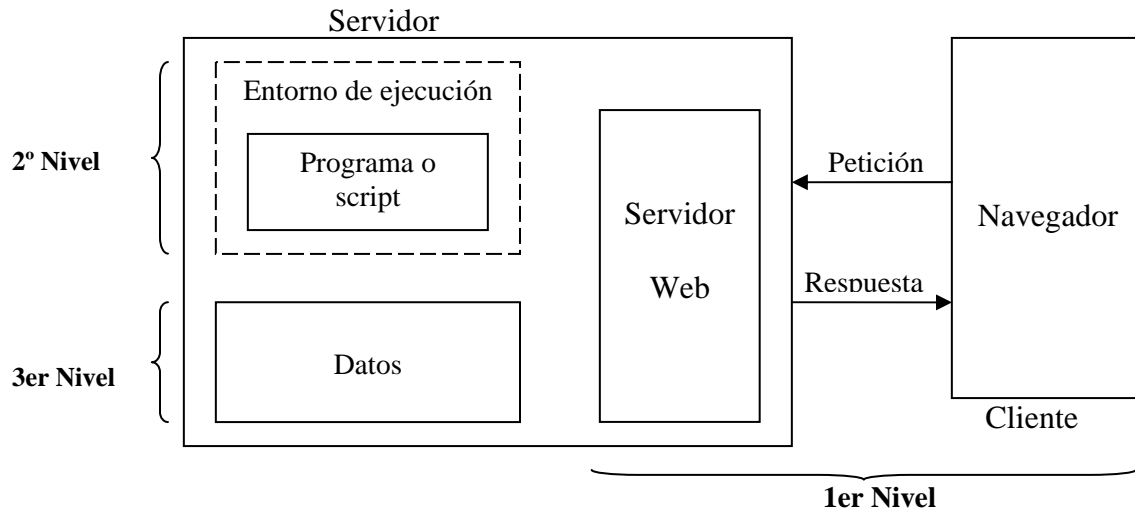 Servidor
Entorno de ejecución
2º Nivel
Programa o
script
Petición
Servidor
Web
Navegador
Respuesta
Datos
3er Nivel
Cliente
1er Nivel